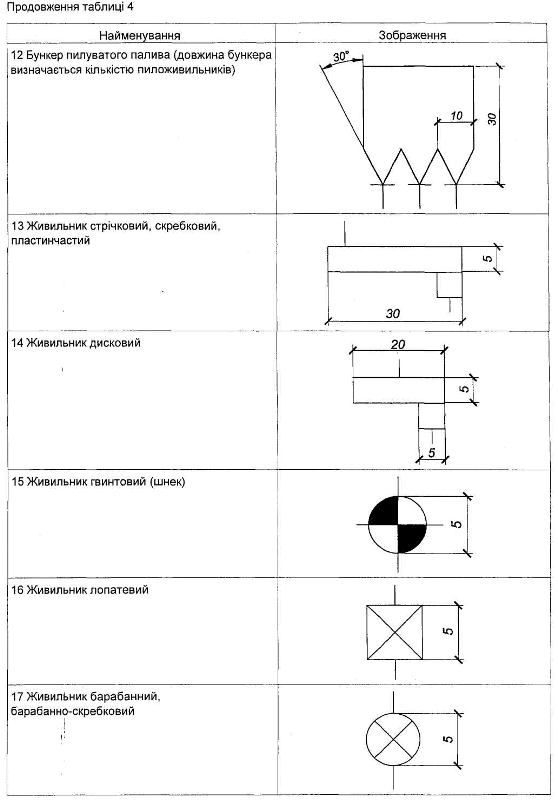 Продовження таблиці 4
Найменування
Зображення
12 Бункер пилуватого палива (довжина бункера
визначається кількістю пиложивильників)
30°
10
30
13 Живильник стрічковий, скребковий,
пластинчастий
5
30
14 Живильник дисковий
20
5
5
15 Живильник гвинтовий (шнек)
5
16 Живильник лопатевий
5
17 Живильник барабанний,
барабанно-скребковий
5